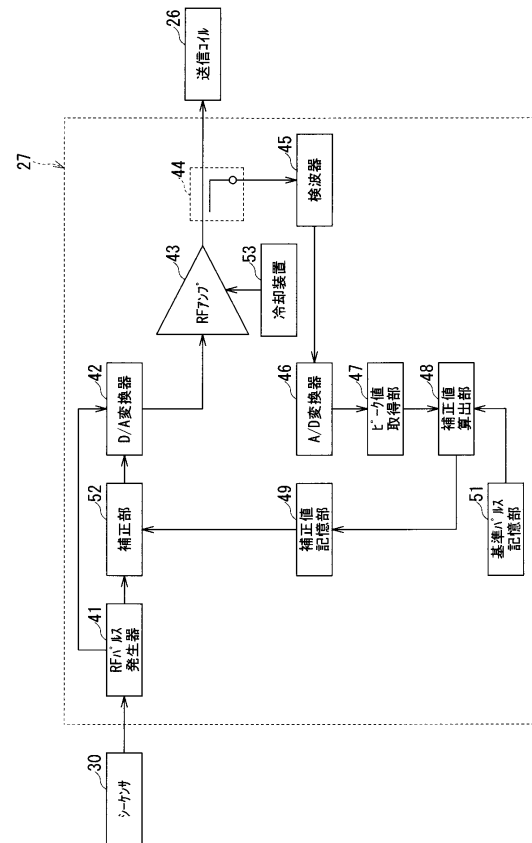 27
30
シーケンサ
41
RFパルス
発生器
52
補正部
42
D/A変換器
43
RFアンプ
44
26
送信コイル
53
冷却装置
45
検波器
46
A/D変換器
47
ピーク値
取得部
48
補正値
算出部
49
補正値
記憶部
51
基準パルス
記憶部